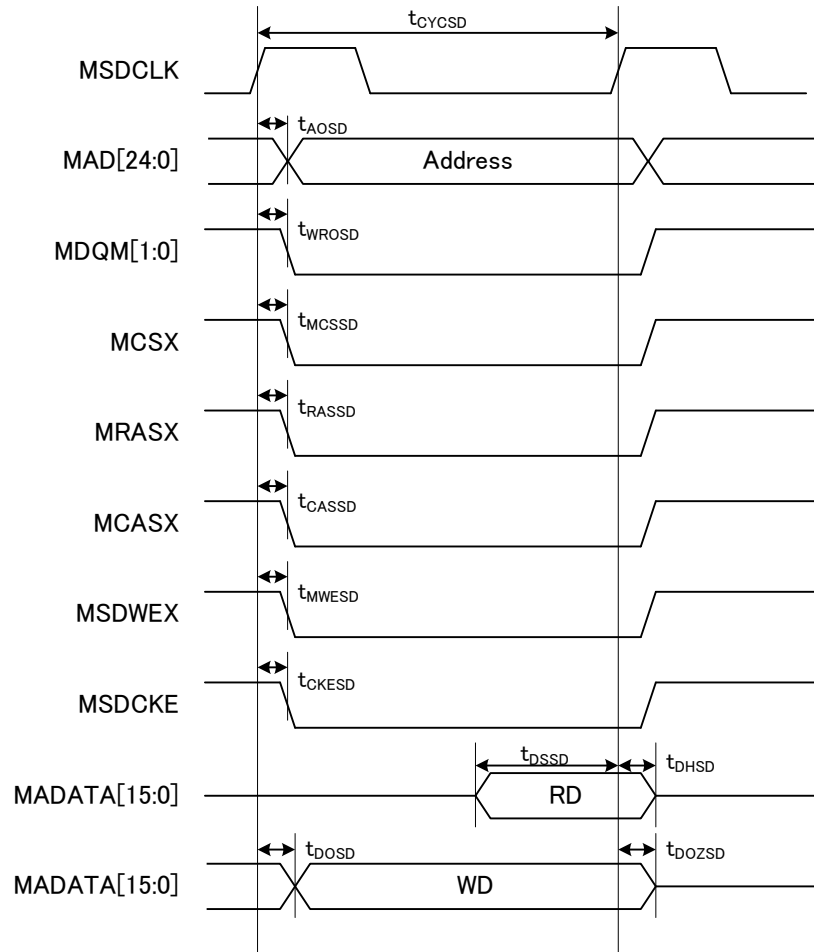 tCYCSD
MSDCLK
tAOSD
MAD[24:0]
Address
tWROSD
MDQM[1:0]
tMCSSD
MCSX
tRASSD
MRASX
tCASSD
MCASX
tMWESD
MSDWEX
tCKESD
MSDCKE
tDSSD
tDHSD
MADATA[15:0]
RD
tDOSD
tDOZSD
MADATA[15:0]
WD